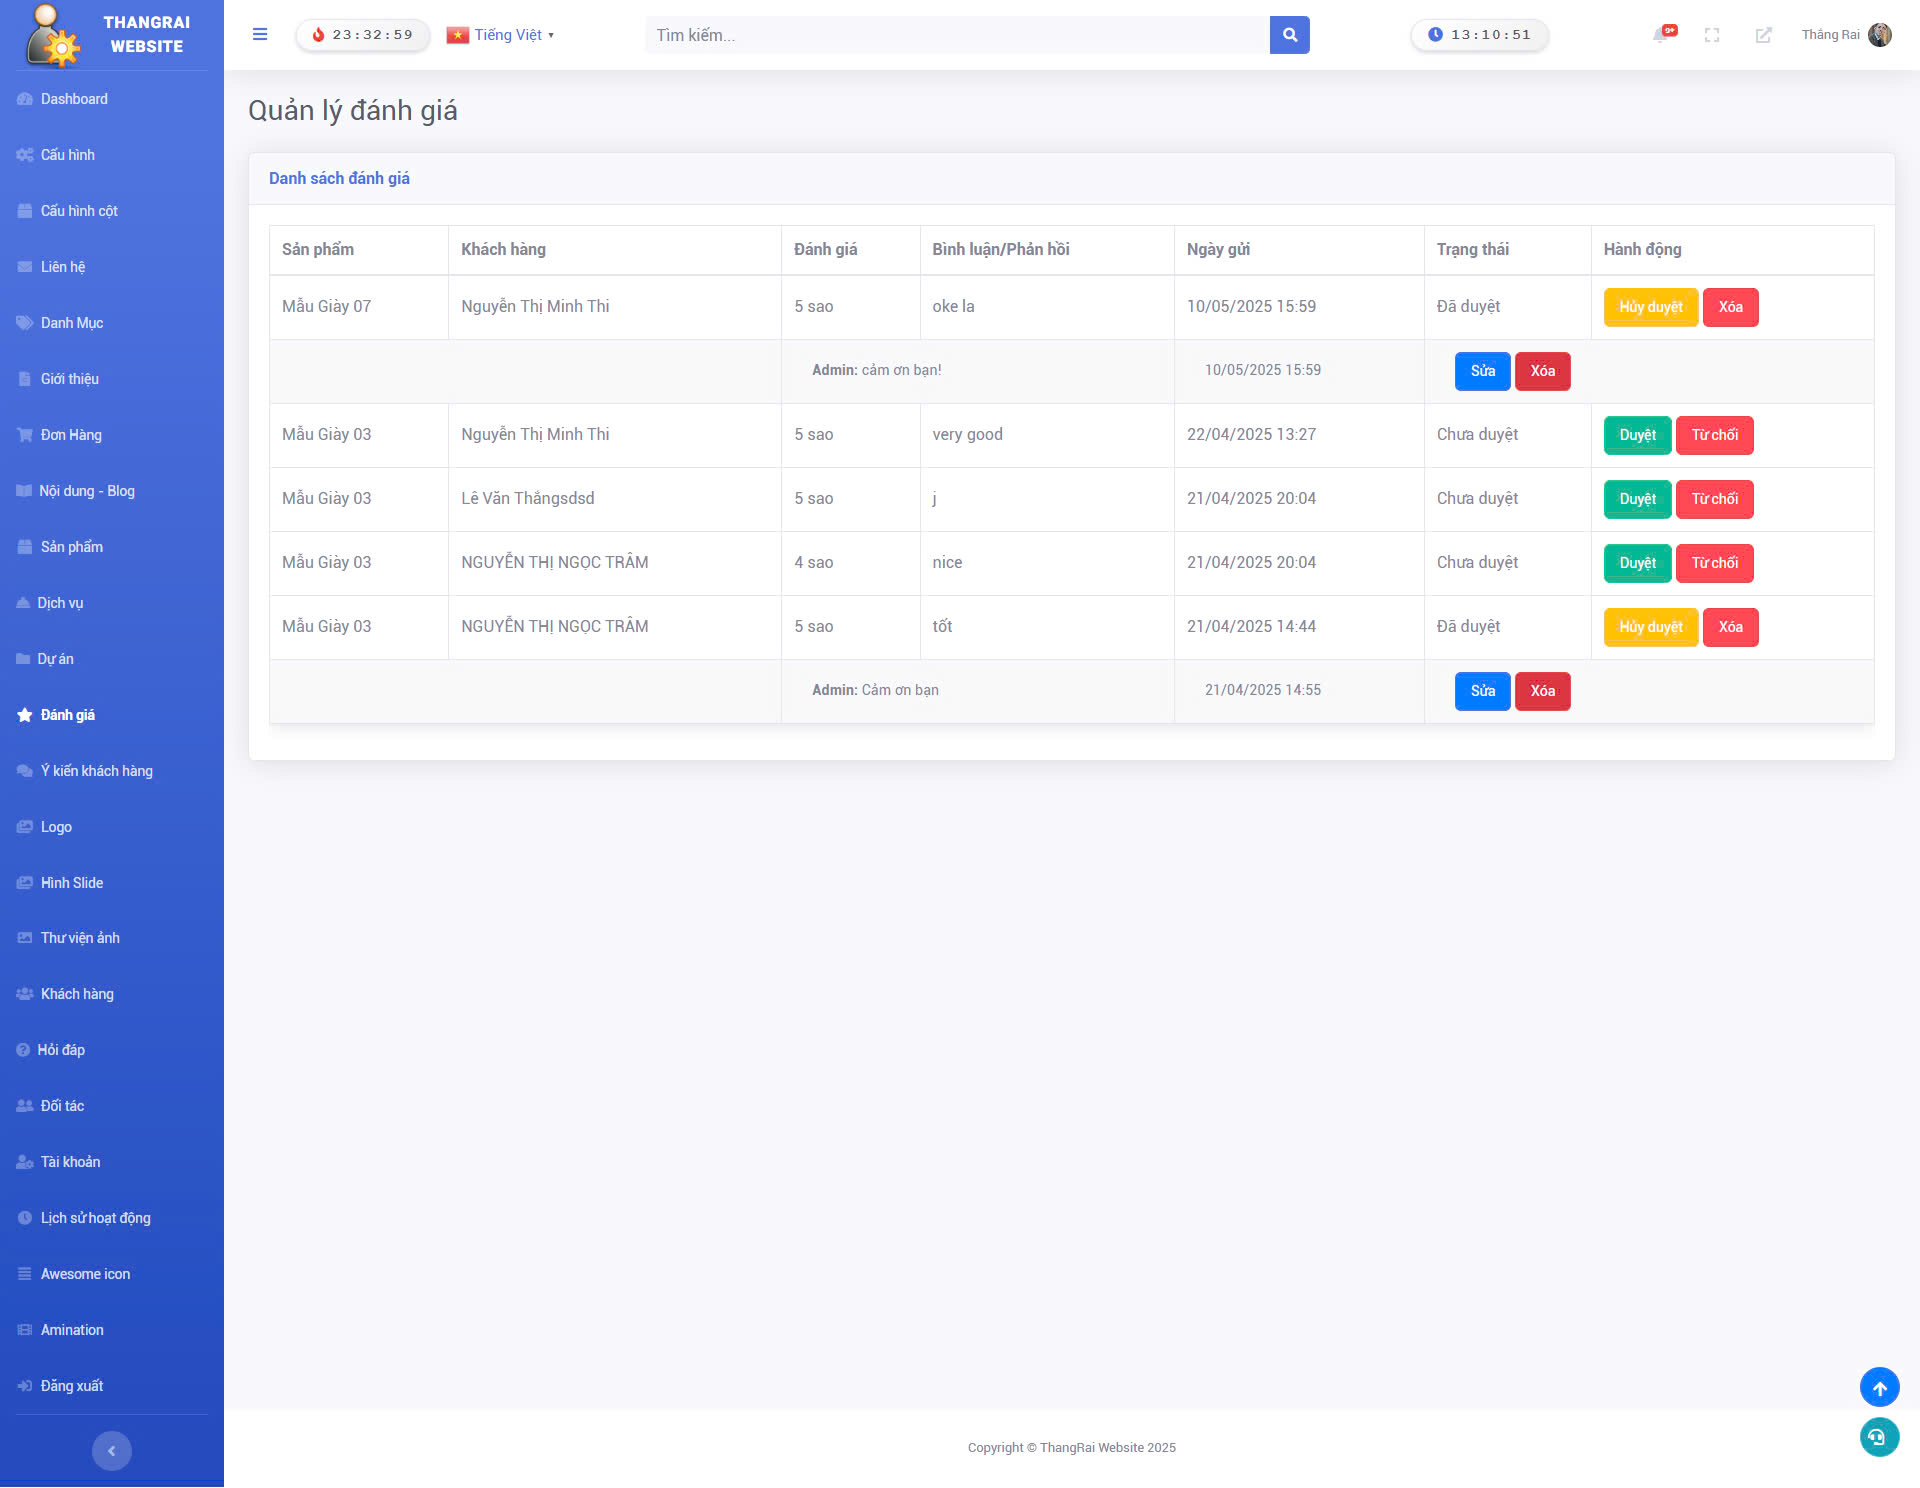 THANGRAI
WEBSITE
Dashboard
Cấu hình
Cấu hình cột
Liên hệ
Danh Mục
Giới thiệu
Đơn Hàng
Nội dung - Blog
Sản phẩm
Dịch vụ
Dự án
Đánh giá
Ý kiến khách hàng
Logo
Hình Slide
Thư viện ảnh
Khách hàng
Hỏi đáp
Đối tác
Tài khoản
Lịch sử hoạt động
Awesome icon
Amination
Đăng xuất
23:32:59 Tiếng Việt Tìm kiếm... 13:10:51 9+ Thắng Rai
Quản lý đánh giá
Danh sách đánh giá
Sản phẩm Khách hàng Đánh giá Bình luận/Phản hồi Ngày gửi Trạng thái Hành động
Mẫu Giày 07 Nguyễn Thị Minh Thi 5 sao oke la 10/05/2025 15:59 Đã duyệt Hủy duyệt Xóa
Admin: cảm ơn bạn! 10/05/2025 15:59 Sửa Xóa
Mẫu Giày 03 Nguyễn Thị Minh Thi 5 sao very good 22/04/2025 13:27 Chưa duyệt Duyệt Từ chối
Mẫu Giày 03 Lê Văn Thắngsdsd 5 sao j 21/04/2025 20:04 Chưa duyệt Duyệt Từ chối
Mẫu Giày 03 NGUYỄN THỊ NGỌC TRÂM 4 sao nice 21/04/2025 20:04 Chưa duyệt Duyệt Từ chối
Mẫu Giày 03 NGUYỄN THỊ NGỌC TRÂM 5 sao tốt 21/04/2025 14:44 Đã duyệt Hủy duyệt Xóa
Admin: Cảm ơn bạn 21/04/2025 14:55 Sửa Xóa
Copyright © ThangRai Website 2025